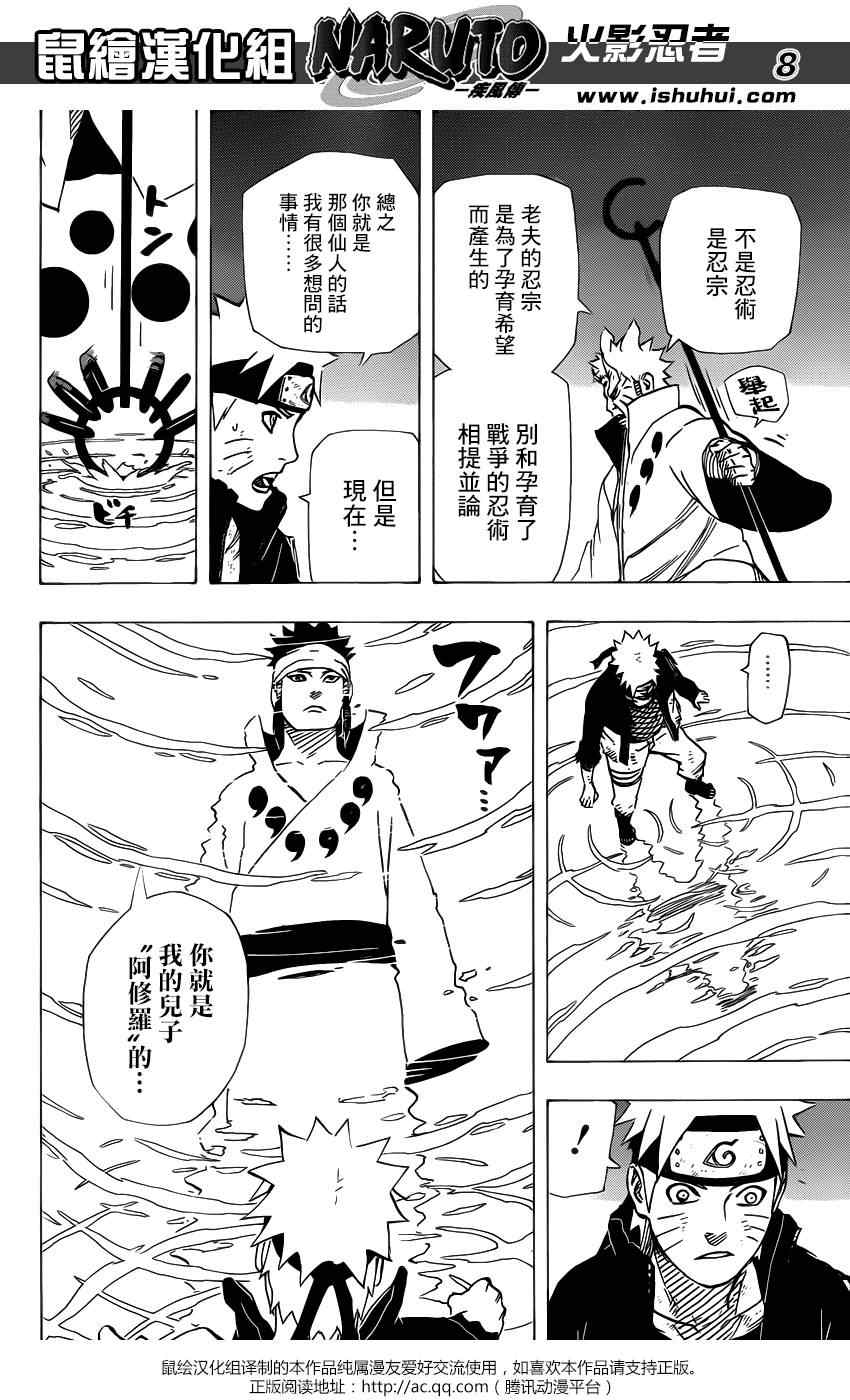 鼠繪漢化組
NARUTO
-疾風傳-
火影忍者
8
www.ishuhui.com
不是忍術
是忍宗
舉起
老夫的忍宗
是為了孕育希望
而產生的
別和孕育了
戰爭的忍術
相提並論
總之
你就是
那個仙人的話
我有很多想問的
事情……
但是
現在…
トン
ビチ
……
フワァ…
！
你就是
我的兒子
〝阿修羅〞的…
鼠绘汉化组译制的本作品纯属漫友爱好交流使用，如喜欢本作品请支持正版。
正版阅读地址：http://ac.qq.com（腾讯动漫平台）